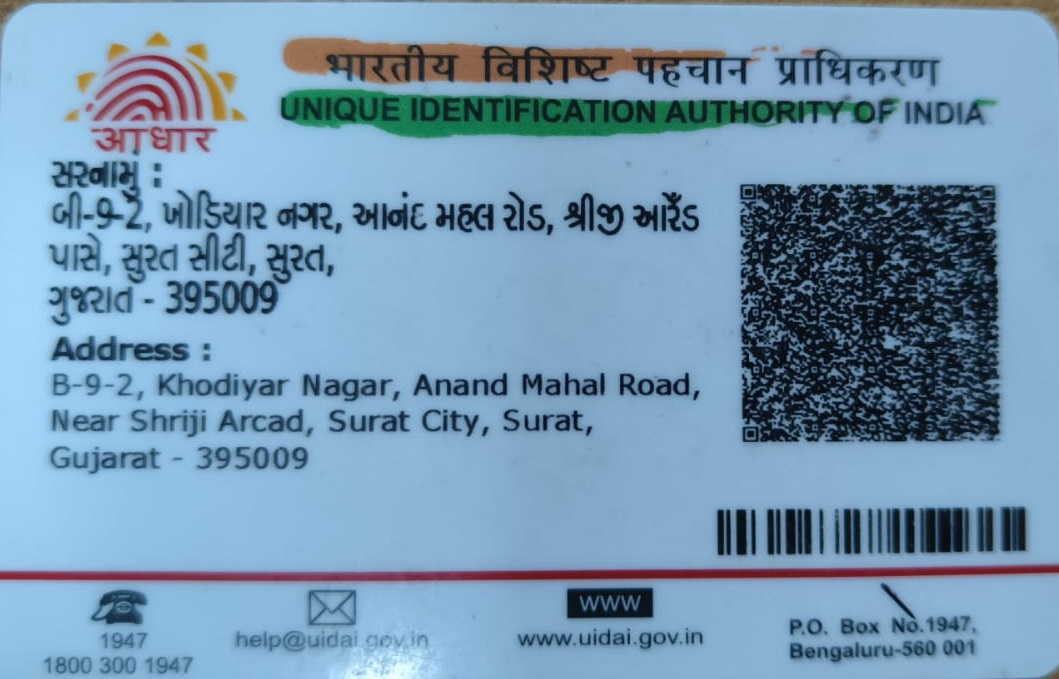 भारतीय विशिष्ट पहचान प्राधिकरण
UNIQUE IDENTIFICATION AUTHORITY OF INDIA
आधार
સરનામું :
બી-9-2, ખોડિયાર નગર, આનંદ મહલ રોડ, શ્રીજી આર્કેડ
પાસે, સુરત સીટી, સુરત,
ગુજરાત - 395009
Address :
B-9-2, Khodiyar Nagar, Anand Mahal Road,
Near Shriji Arcad, Surat City, Surat,
Gujarat - 395009
1947
1800 300 1947
help@uidai.gov.in
WWW
www.uidai.gov.in
P.O. Box No.1947,
Bengaluru-560 001